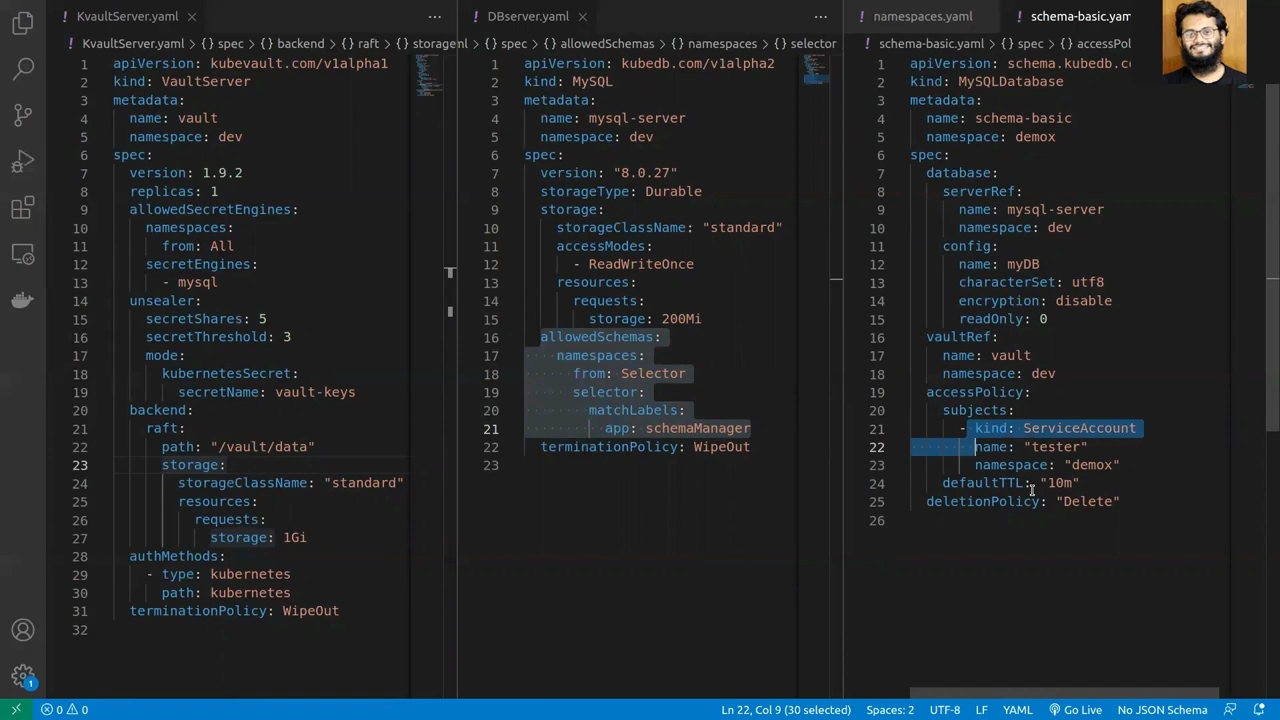 KvaultServer.yaml
KvaultServer.yaml > {} spec > {} backend > {} raft > {} storage
1 apiVersion: kubevault.com/v1alpha1
2 kind: VaultServer
3 metadata:
4 name: vault
5 namespace: dev
6 spec:
7 version: 1.9.2
8 replicas: 1
9 allowedSecretEngines:
10 namespaces:
11 from: All
12 secretEngines:
13 - mysql
14 unsealer:
15 secretShares: 5
16 secretThreshold: 3
17 mode:
18 kubernetesSecret:
19 secretName: vault-keys
20 backend:
21 raft:
22 path: "/vault/data"
23 storage:
24 storageClassName: "standard"
25 resources:
26 requests:
27 storage: 1Gi
28 authMethods:
29 - type: kubernetes
30 path: kubernetes
31 terminationPolicy: WipeOut
32
DBserver.yaml
{} spec > {} allowedSchemas > {} namespaces > {} selector
1 apiVersion: kubedb.com/v1alpha2
2 kind: MySQL
3 metadata:
4 name: mysql-server
5 namespace: dev
6 spec:
7 version: "8.0.27"
8 storageType: Durable
9 storage:
10 storageClassName: "standard"
11 accessModes:
12 - ReadWriteOnce
13 resources:
14 requests:
15 storage: 200Mi
16 allowedSchemas:
17 namespaces:
18 from: Selector
19 selector:
20 matchLabels:
21 app: schemaManager
22 terminationPolicy: WipeOut
23
namespaces.yaml
schema-basic.yam
schema-basic.yaml > {} spec > {} accessPol
1 apiVersion: schema.kubedb.c
2 kind: MySQLDatabase
3 metadata:
4 name: schema-basic
5 namespace: demox
6 spec:
7 database:
8 serverRef:
9 name: mysql-server
10 namespace: dev
11 config:
12 name: myDB
13 characterSet: utf8
14 encryption: disable
15 readOnly: 0
16 vaultRef:
17 name: vault
18 namespace: dev
19 accessPolicy:
20 subjects:
21 - kind: ServiceAccount
22 name: "tester"
23 namespace: "demox"
24 defaultTTL: "10m"
25 deletionPolicy: "Delete"
26
1
0 0
Ln 22, Col 9 (30 selected)
Spaces: 2
UTF-8
LF
YAML
Go Live
No JSON Schema